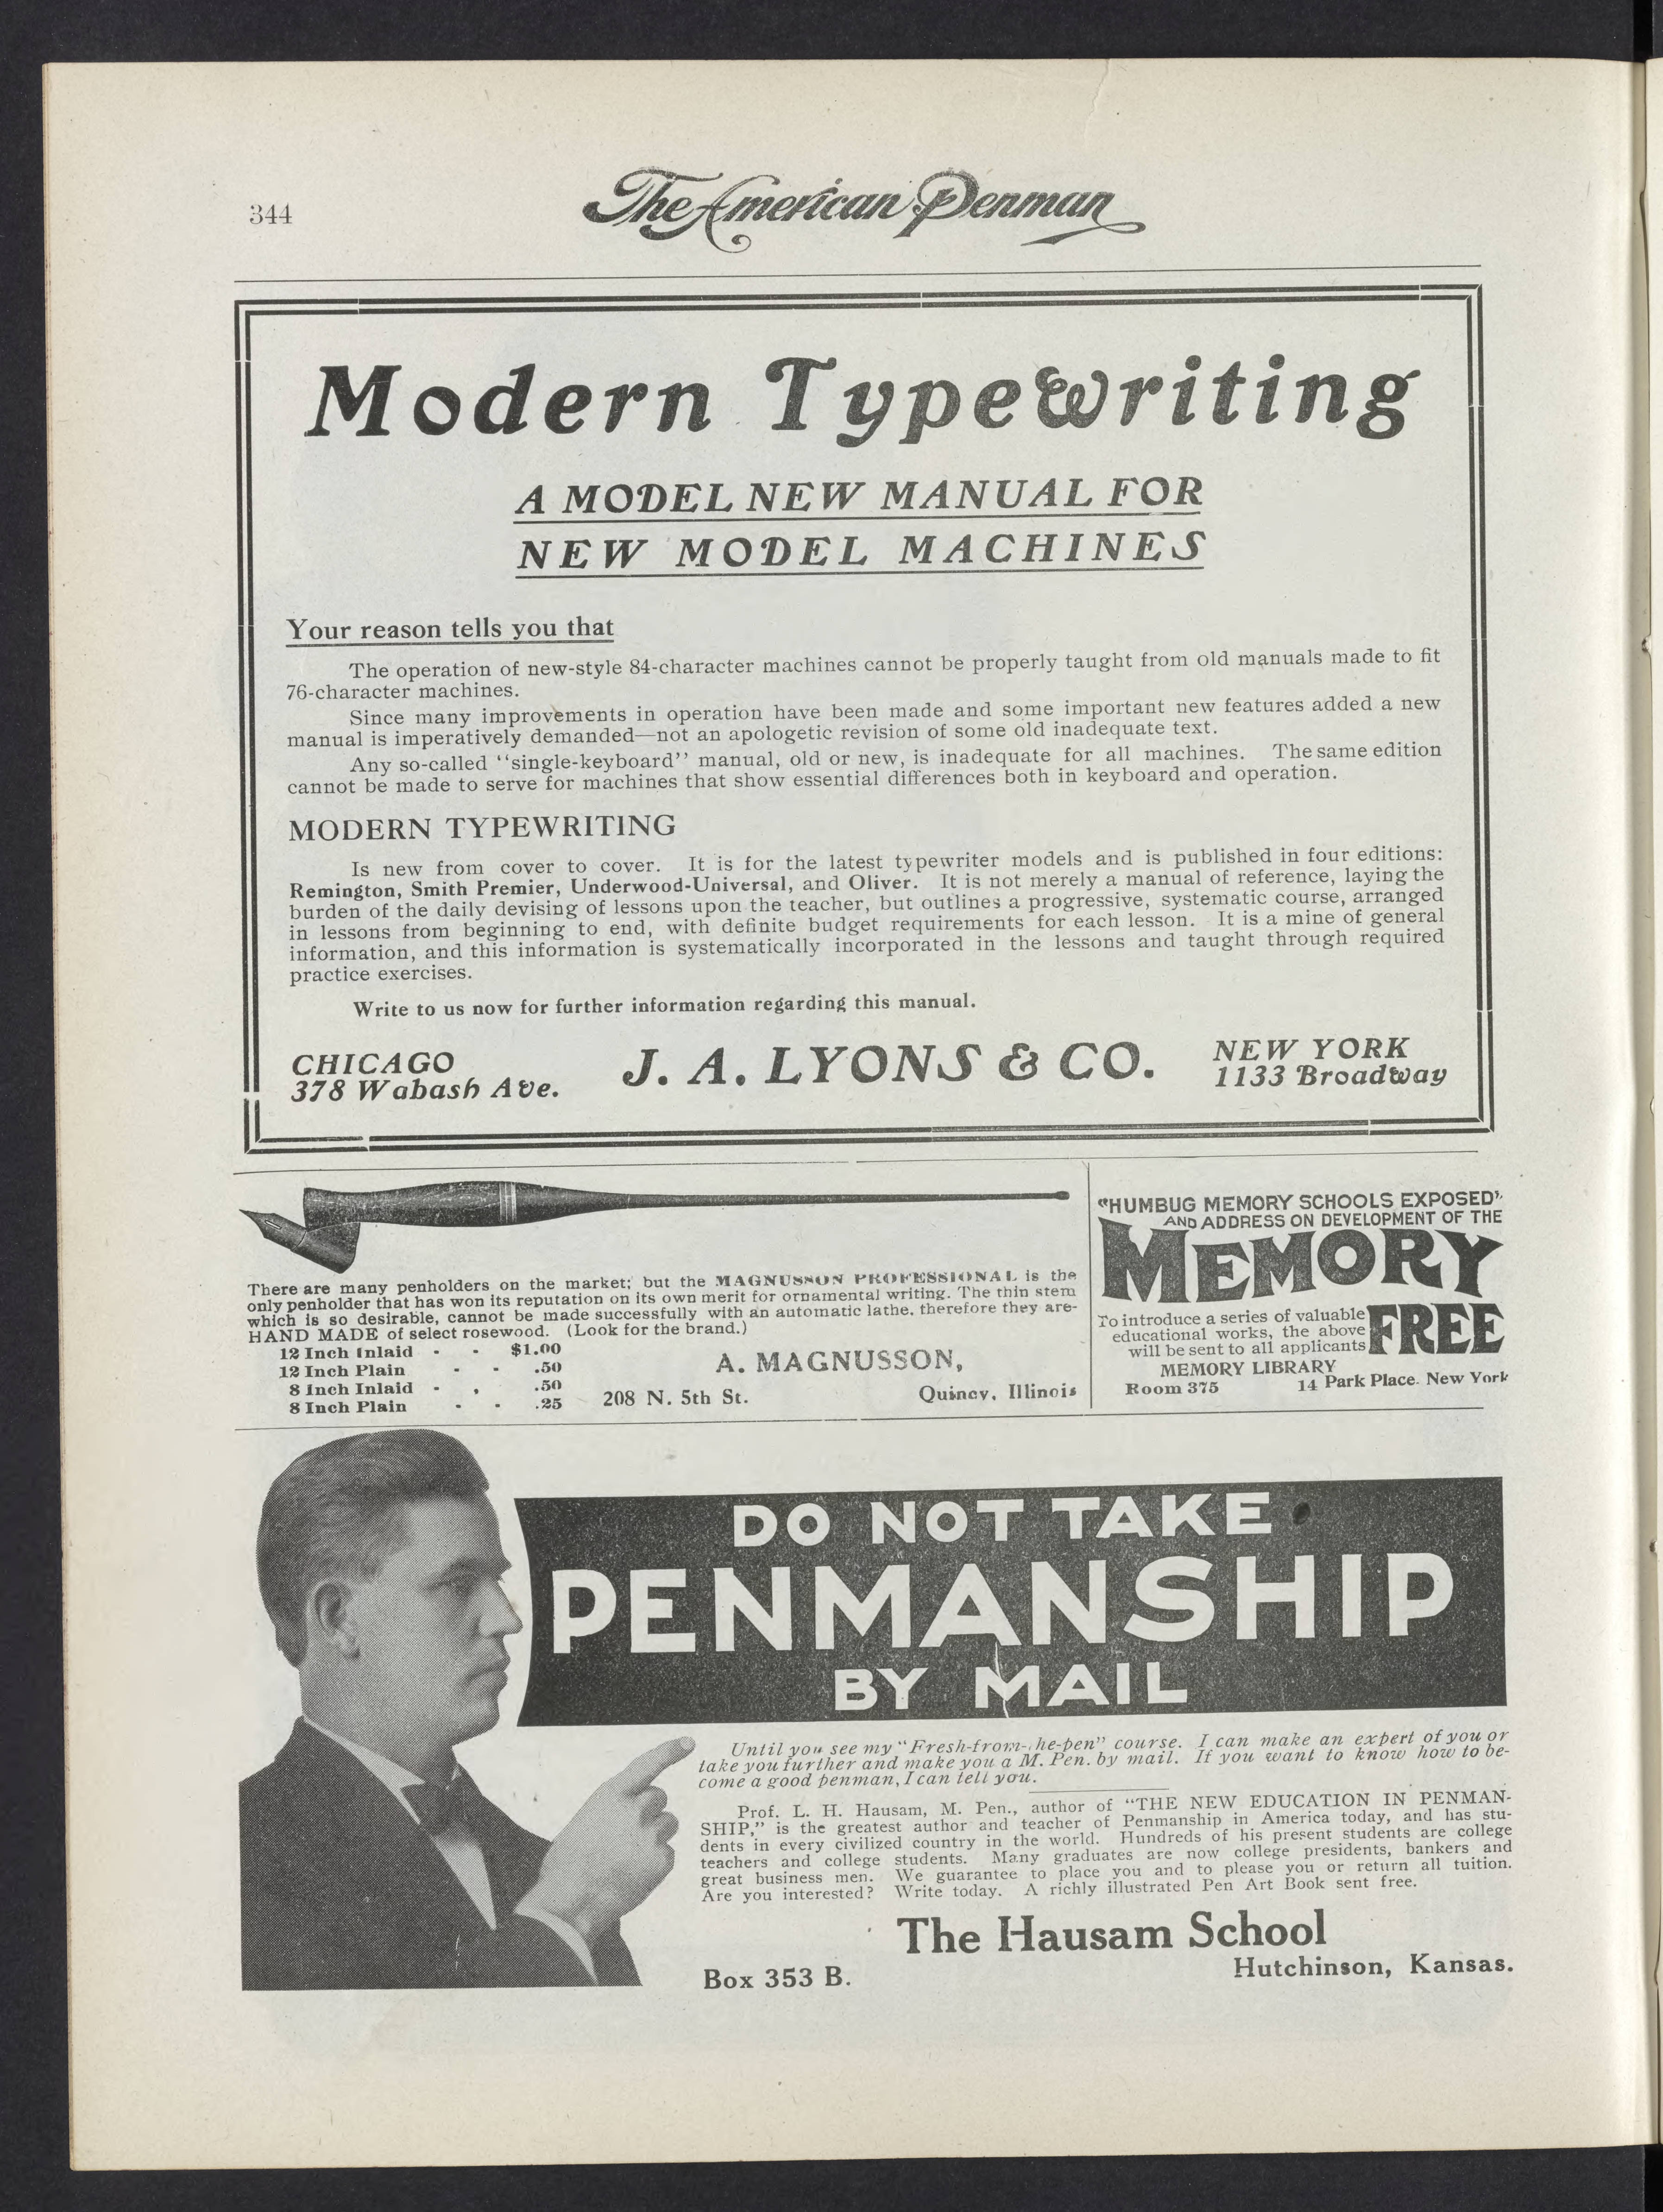 344
The American Penman
Modern Typewriting
A MODEL NEW MANUAL FOR
NEW MODEL MACHINES
Your reason tells you that
The operation of new-style 84-character machines cannot be properly taught from old manuals made to fit
76-character machines.
Since many improvements in operation have been made and some important new features added a new
manual is imperatively demanded—not an apologetic revision of some old inadequate text.
Any so-called "single-keyboard" manual, old or new, is inadequate for all machines. The same edition
cannot be made to serve for machines that show essential differences both in keyboard and operation.
MODERN TYPEWRITING
Is new from cover to cover. It is for the latest typewriter models and is published in four editions:
Remington, Smith Premier, Underwood-Universal, and Oliver. It is not merely a manual of reference, laying the
burden of the daily devising of lessons upon the teacher, but outlines a progressive, systematic course, arranged
in lessons from beginning to end, with definite budget requirements for each lesson. It is a mine of general
information, and this information is systematically incorporated in the lessons and taught through required
practice exercises.
Write to us now for further information regarding this manual.
CHICAGO
378 Wabash Ave.
J. A. LYONS & CO.
NEW YORK
1133 Broadway
There are many penholders on the market; but the MAGNUSSON PROFESSIONAL is the
only penholder that has won its reputation on its own merit for ornamental writing. The thin stem
which is so desirable, cannot be made successfully with an automatic lathe, therefore they are-
HAND MADE of select rosewood. (Look for the brand.)
12 Inch Inlaid - - $1.00
12 Inch Plain - - .50
8 Inch Inlaid - , .50
8 Inch Plain - - .25
A. MAGNUSSON,
208 N. 5th St. Quincy, Illinois
"HUMBUG MEMORY SCHOOLS EXPOSED"
AND ADDRESS ON DEVELOPMENT OF THE
MEMORY
To introduce a series of valuable
educational works, the above
will be sent to all applicants
FREE
MEMORY LIBRARY
Room 375 14 Park Place. New York
DO NOT TAKE
PENMANSHIP
BY MAIL
Until you see my "Fresh-from-he-pen" course. I can make an expert of you or
take you further and make you a M. Pen. by mail. If you want to know how to be-
come a good penman, I can tell you.
Prof. L. H. Hausam, M. Pen., author of "THE NEW EDUCATION IN PENMAN-
SHIP," is the greatest author and teacher of Penmanship in America today, and has stu-
dents in every civilized country in the world. Hundreds of his present students are college
teachers and college students. Many graduates are now college presidents, bankers and
great business men. We guarantee to place you and to please you or return all tuition.
Are you interested? Write today. A richly illustrated Pen Art Book sent free.
The Hausam School
Box 353 B. Hutchinson, Kansas.